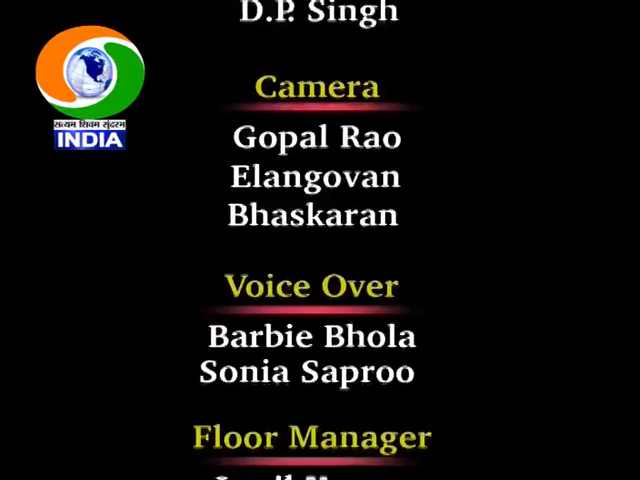 D.P. Singh
Camera
Gopal Rao
Elangovan
Bhaskaran
Voice Over
Barbie Bhola
Sonia Saproo
Floor Manager
सत्यम शिवम सुंदरम
INDIA